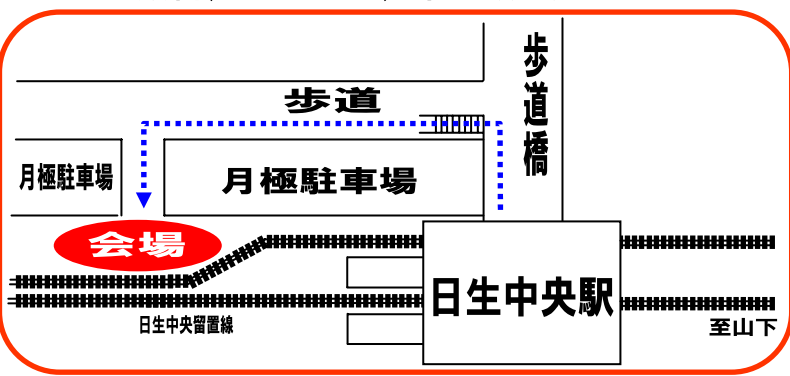 歩道橋
歩道
月極駐車場
月極駐車場
会場
日生中央駅
日生中央留置線
至山下